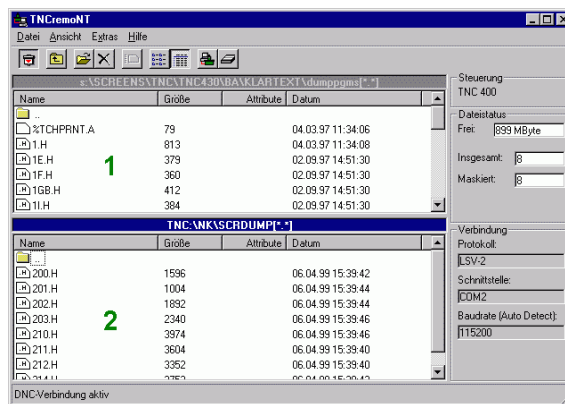 TNCremoNT
Datei Ansicht Extras Hilfe
s:\SCREENS\TNC\TNC430\BA\KLARTEXT\dumppgms[*.*]
Name Größe Attribute Datum
..
%TCHPRNT.A 79 04.03.97 11:34:06
1.H 813 04.03.97 11:34:08
1E.H 379 02.09.97 14:51:30
1F.H 360 02.09.97 14:51:30
1GB.H 412 02.09.97 14:51:30
1I.H 384 02.09.97 14:51:30
1
TNC:\NK\SCRDUMP[*.*]
Name Größe Attribute Datum
..
200.H 1596 06.04.99 15:39:42
201.H 1004 06.04.99 15:39:44
202.H 1892 06.04.99 15:39:44
203.H 2340 06.04.99 15:39:46
210.H 3974 06.04.99 15:39:46
211.H 3604 06.04.99 15:39:40
212.H 3352 06.04.99 15:39:40
214.H 2752 06.04.99 15:39:42
2
Steuerung
TNC 400
Dateistatus
Frei: 899 MByte
Insgesamt: 8
Maskiert: 8
Verbindung
Protokoll:
LSV-2
Schnittstelle:
COM2
Baudrate (Auto Detect):
115200
DNC-Verbindung aktiv